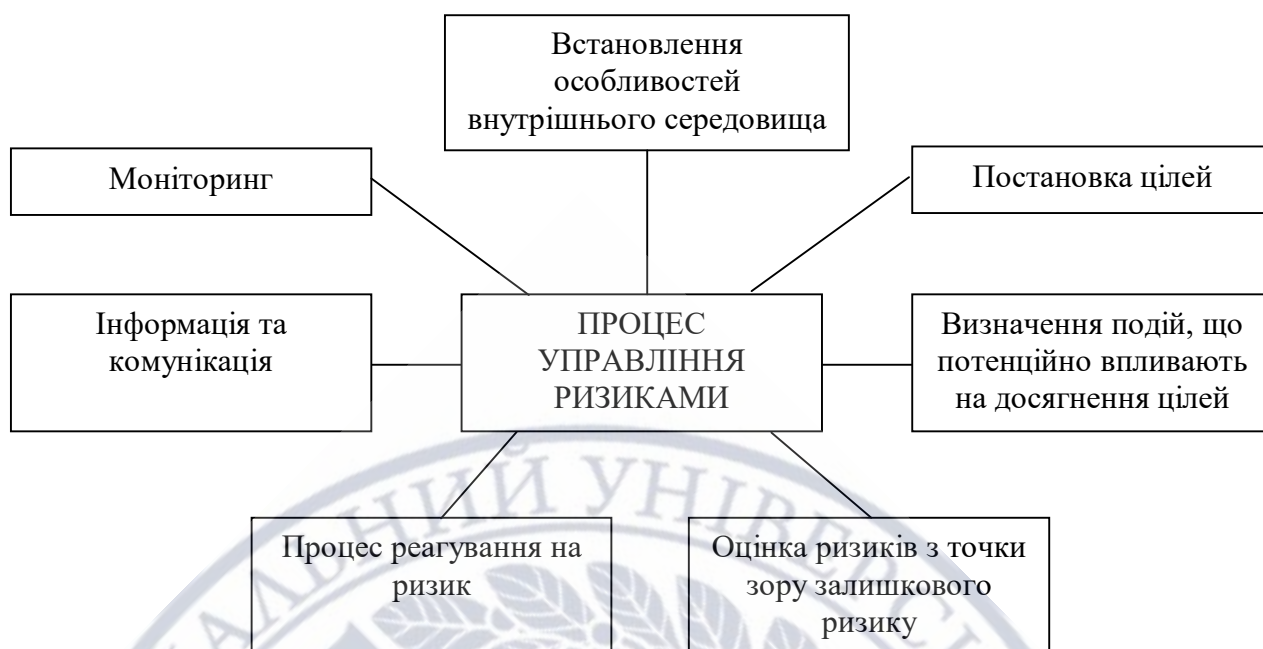 Встановлення
особливостей
внутрішнього середовища
Моніторинг
Постановка цілей
Інформація та
комунікація
ПРОЦЕС
УПРАВЛІННЯ
РИЗИКАМИ
Визначення подій, що
потенційно впливають
на досягнення цілей
Процес реагування на
ризик
Оцінка ризиків з точки
зору залишкового
ризику